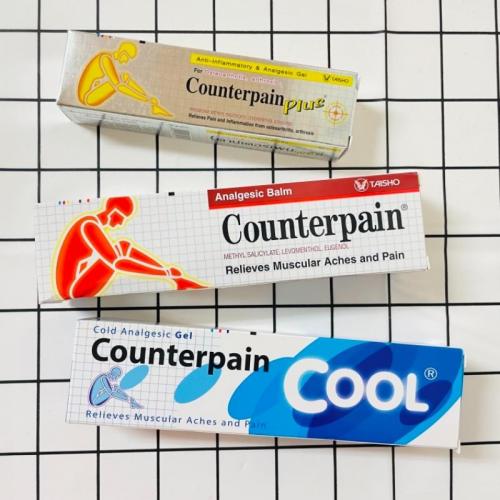 Anti-Inflammatory & Analgesic Gel
TAISHO
For
Counterpain Plus
Relieves Pain and Inflammation from osteoarthritis, arthrosis
Analgesic Balm
TAISHO
Counterpain®
METHYL SALICYLATE, LEVOMENTHOL, EUGENOL
Relieves Muscular Aches and Pain
Cold Analgesic Gel
Counterpain
COOL®
Relieves Muscular Aches and Pain